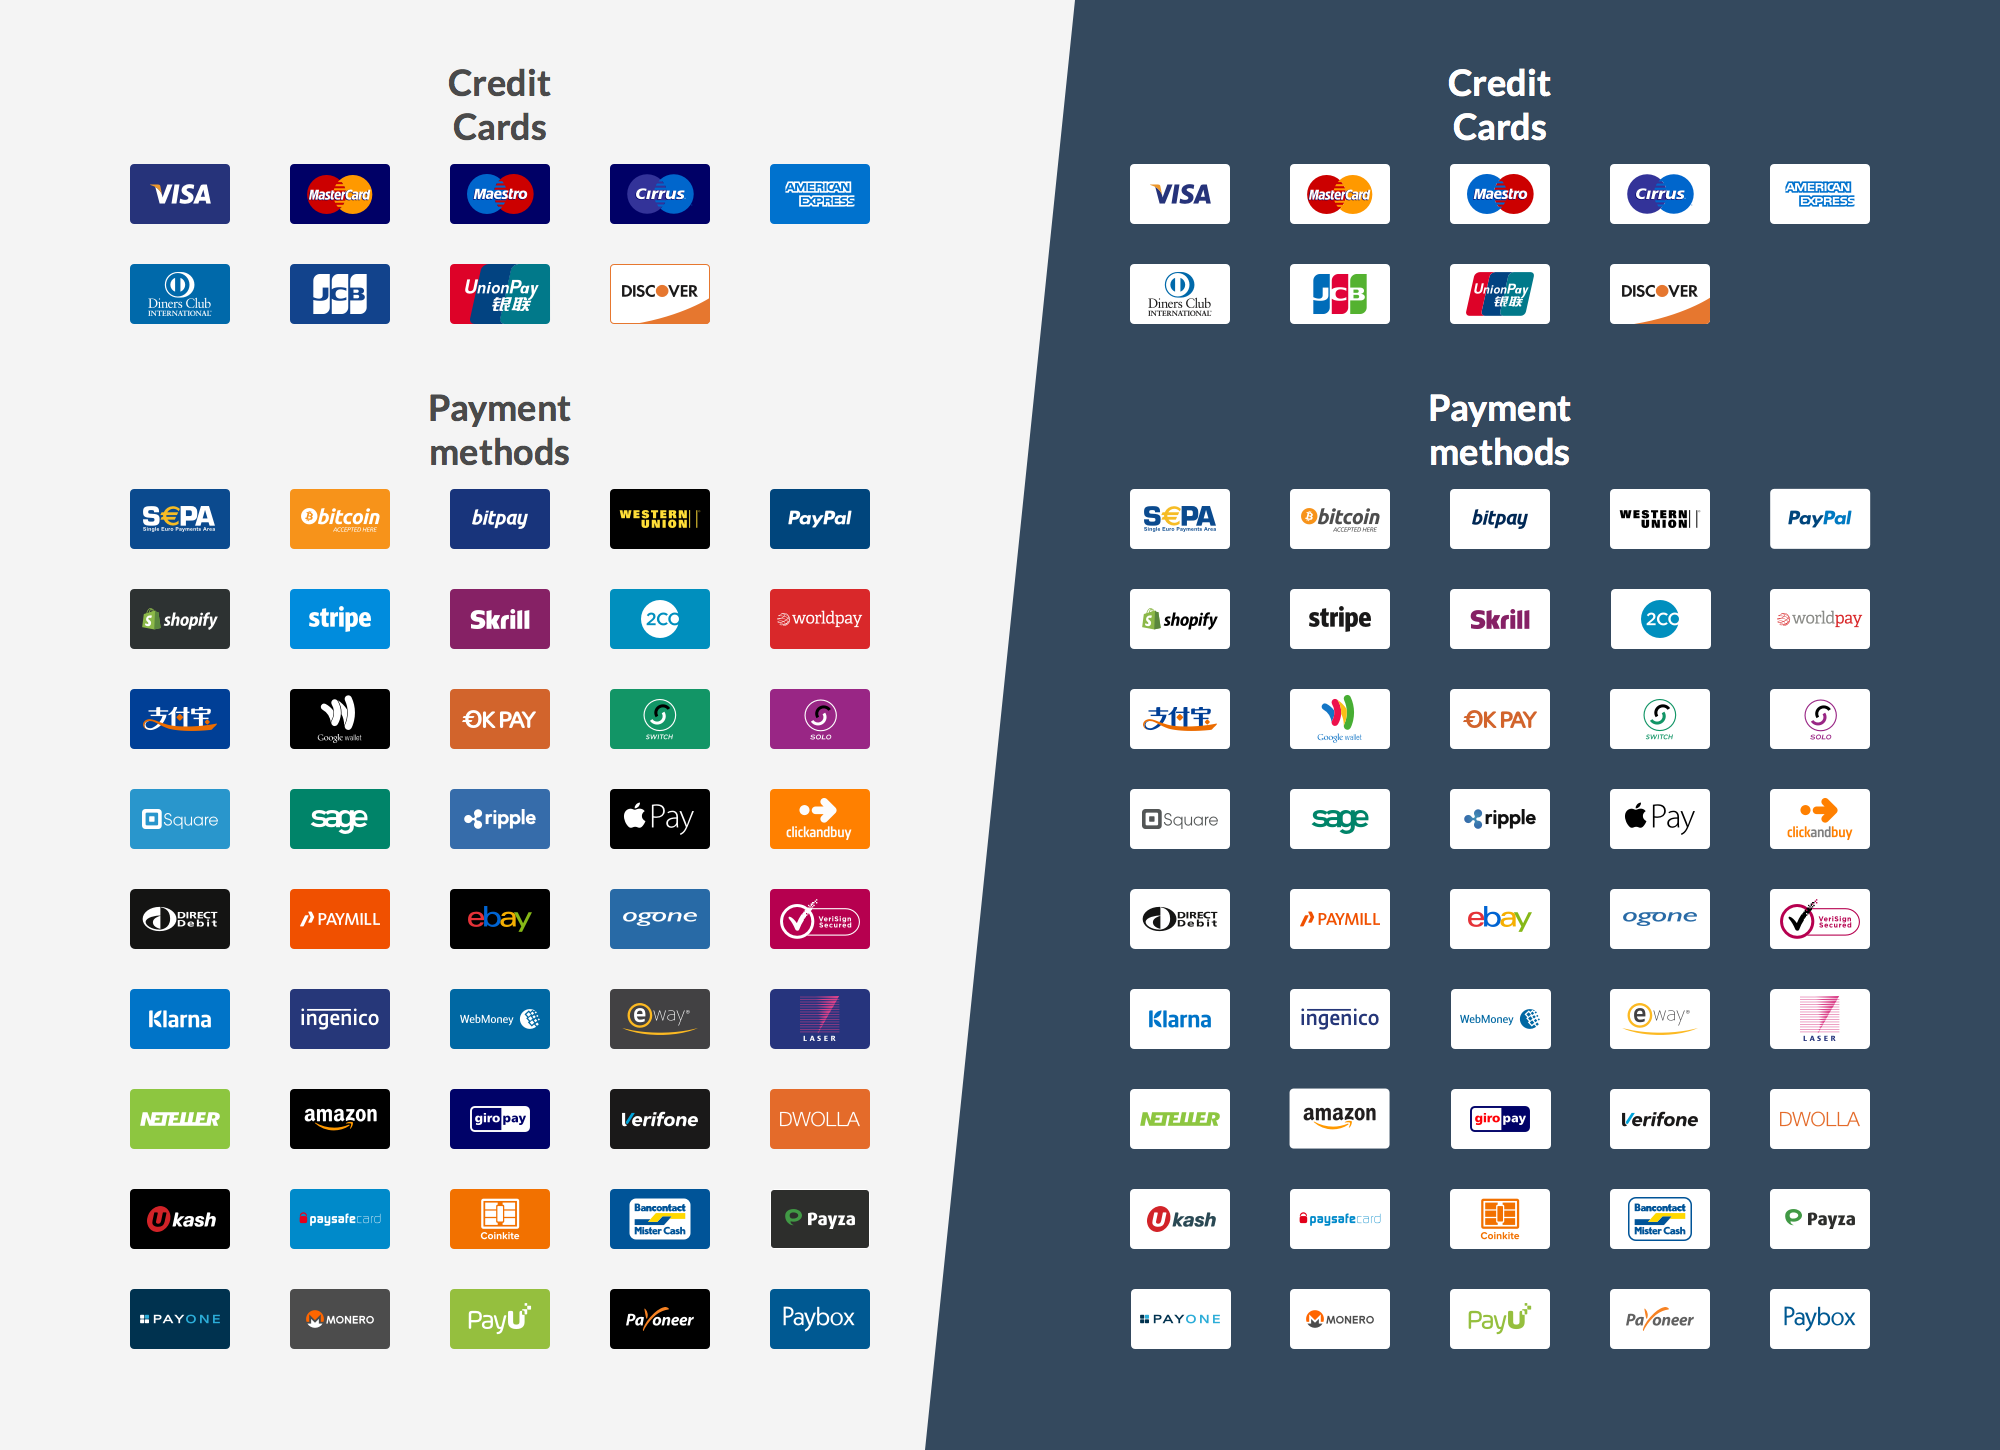 Credit
Cards
VISA
MasterCard
Maestro
Cirrus
AMERICAN
EXPRESS
Diners Club
INTERNATIONAL
JCB
UnionPay
银联
DISCOVER
Payment
methods
S€PA
Single Euro Payments Area
bitcoin
ACCEPTED HERE
bitpay
WESTERN
UNION
PayPal
shopify
stripe
Skrill
2CO
worldpay
支付宝
Google wallet
OK PAY
SWITCH
SOLO
Square
sage
ripple
Pay
clickandbuy
DIRECT
Debit
PAYMILL
ebay
ogone
VeriSign
Secured
Klarna
ingenico
WebMoney
eway®
LASER
NETELLER
amazon
giropay
Verifone
DWOLLA
Ukash
paysafecard
Coinkite
Bancontact
Mister Cash
Payza
PAYONE
MONERO
PayU
Payoneer
Paybox
Credit
Cards
VISA
MasterCard
Maestro
Cirrus
AMERICAN
EXPRESS
Diners Club
INTERNATIONAL
JCB
UnionPay
银联
DISCOVER
Payment
methods
S€PA
Single Euro Payments Area
bitcoin
ACCEPTED HERE
bitpay
WESTERN
UNION
PayPal
shopify
stripe
Skrill
2CO
worldpay
支付宝
Google wallet
OK PAY
SWITCH
SOLO
Square
sage
ripple
Pay
clickandbuy
DIRECT
Debit
PAYMILL
ebay
ogone
VeriSign
Secured
Klarna
ingenico
WebMoney
eway®
LASER
NETELLER
amazon
giropay
Verifone
DWOLLA
Ukash
paysafecard
Coinkite
Bancontact
Mister Cash
Payza
PAYONE
MONERO
PayU
Payoneer
Paybox